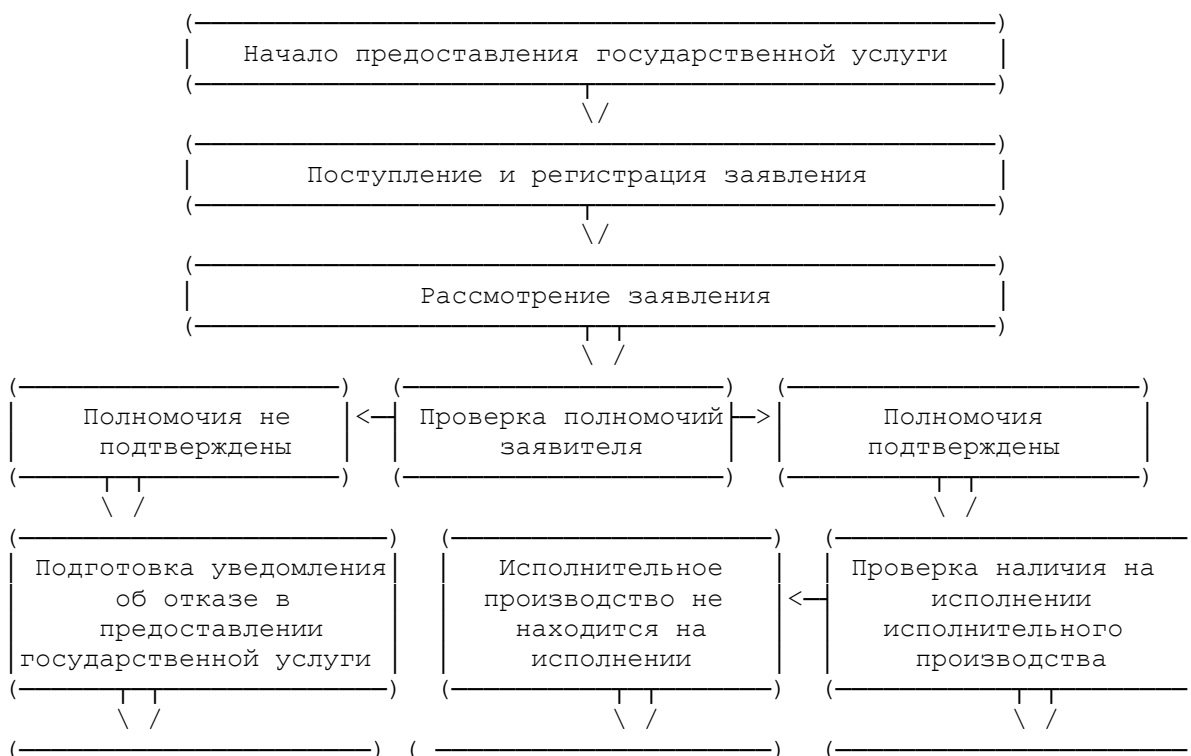 Начало предоставления государственной услуги
Поступление и регистрация заявления
Рассмотрение заявления
Полномочия не
подтверждены
Проверка полномочий
заявителя
Полномочия
подтверждены
Подготовка уведомления
об отказе в
предоставлении
государственной услуги
Исполнительное
производство не
находится на
исполнении
Проверка наличия на
исполнении
исполнительного
производства